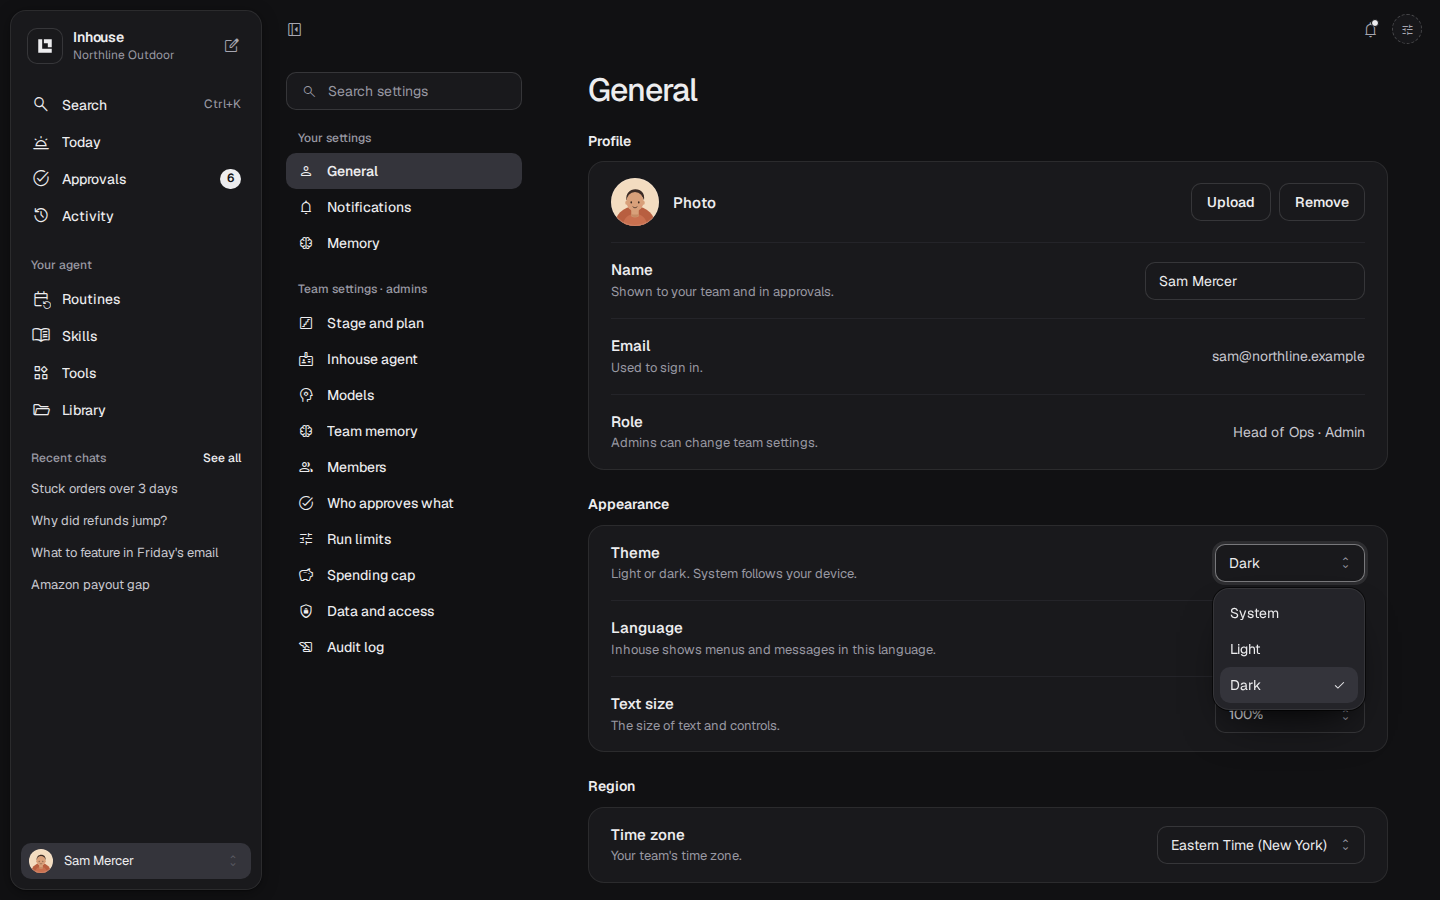 Inhouse
Northline Outdoor
Search Ctrl+K
Today
Approvals 6
Activity
Your agent
Routines
Skills
Tools
Library
Recent chats See all
Stuck orders over 3 days
Why did refunds jump?
What to feature in Friday's email
Amazon payout gap
Sam Mercer
Search settings
Your settings
General
Notifications
Memory
Team settings · admins
Stage and plan
Inhouse agent
Models
Team memory
Members
Who approves what
Run limits
Spending cap
Data and access
Audit log
General
Profile
Photo Upload Remove
Name
Shown to your team and in approvals.
Sam Mercer
Email
Used to sign in.
sam@northline.example
Role
Admins can change team settings.
Head of Ops · Admin
Appearance
Theme
Light or dark. System follows your device.
Dark
System
Light
Dark
Language
Inhouse shows menus and messages in this language.
Text size
The size of text and controls.
100%
Region
Time zone
Your team's time zone.
Eastern Time (New York)